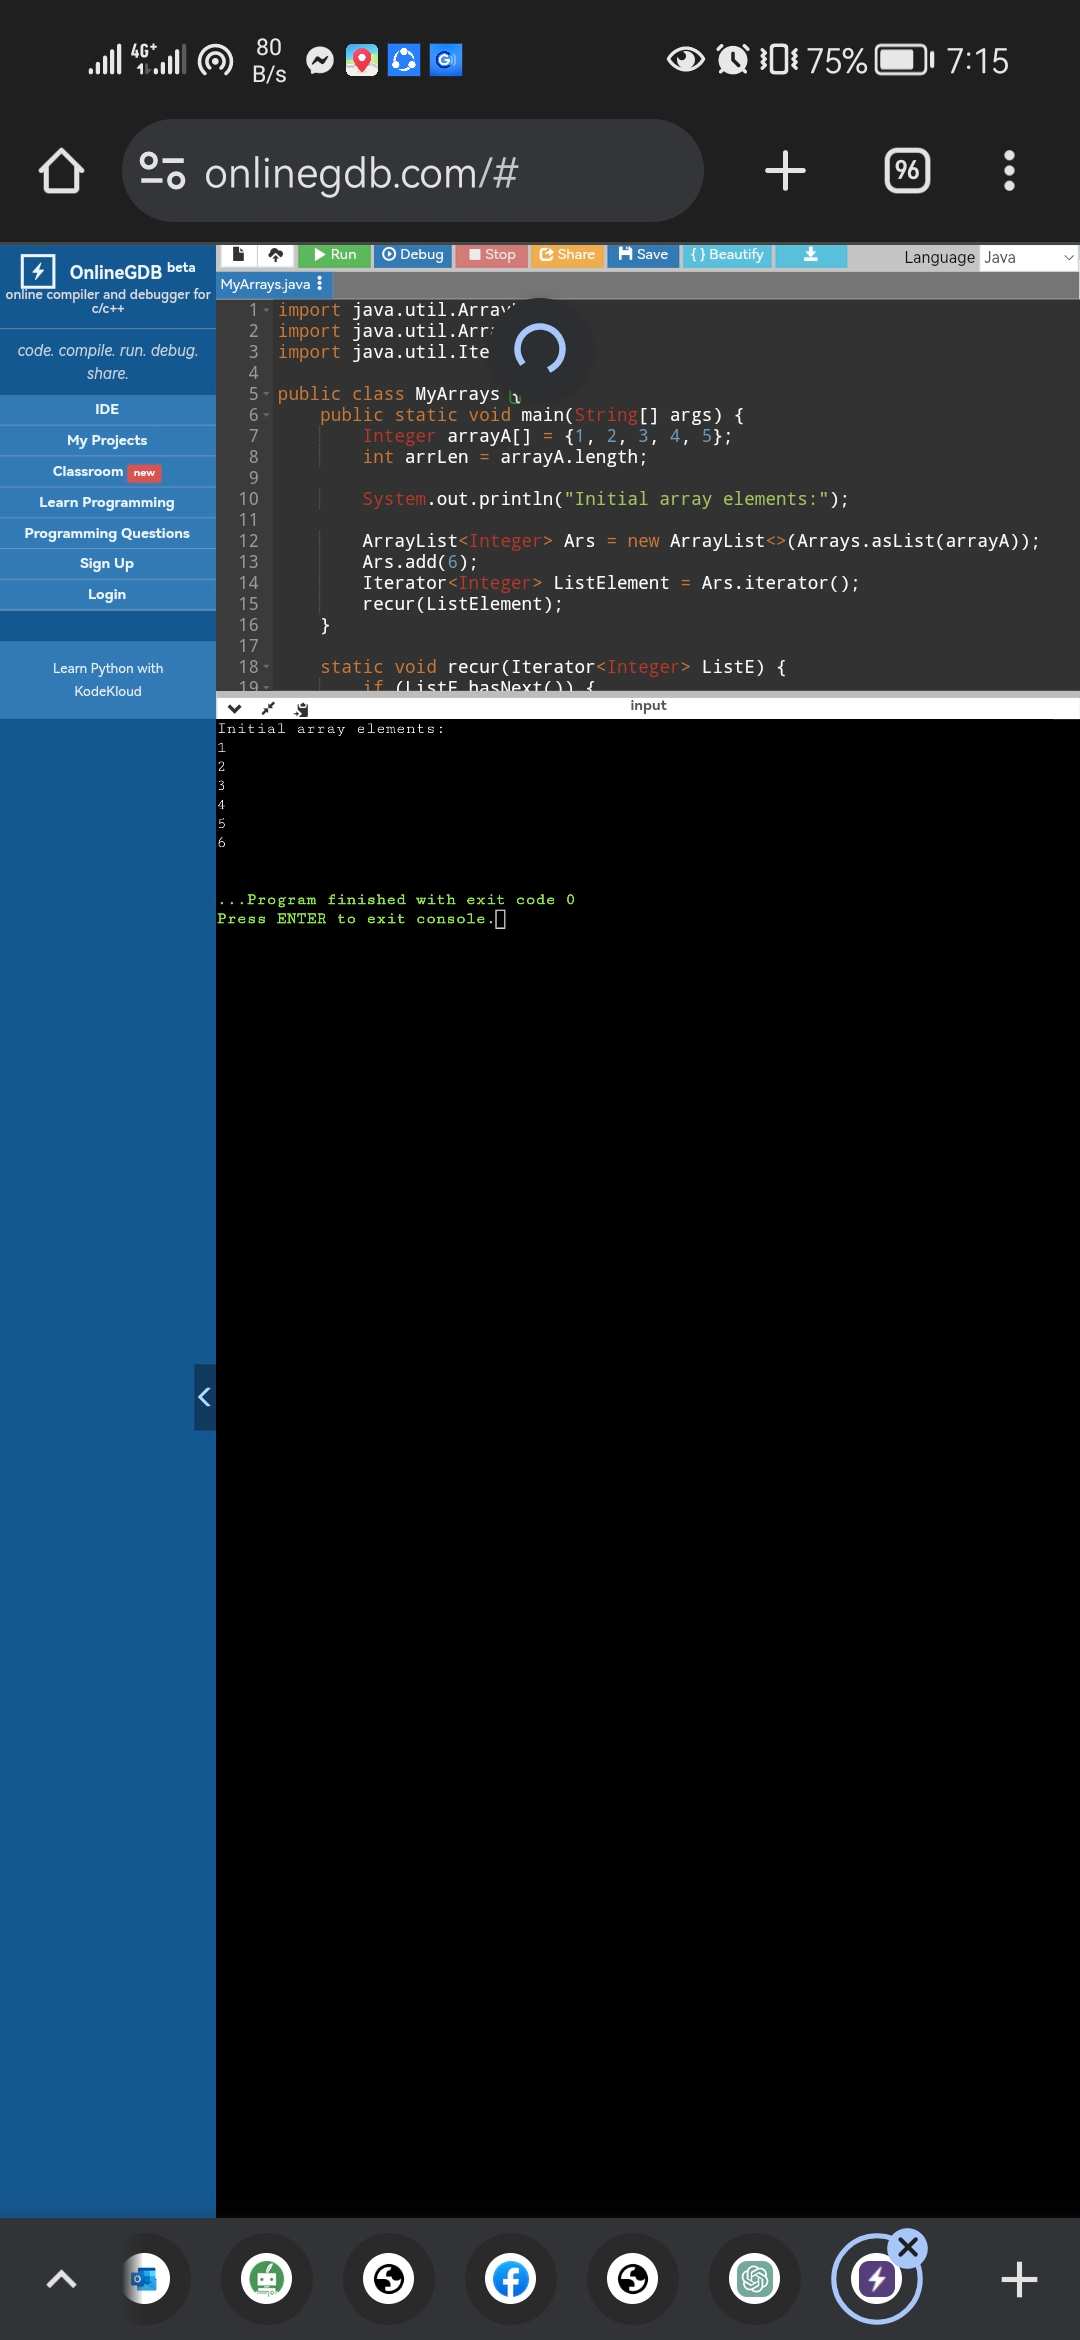 4G+
80
B/s
75%
7:15
onlinegdb.com/#
96
OnlineGDB beta
online compiler and debugger for
c/c++
code. compile. run. debug.
share.
IDE
My Projects
Classroom new
Learn Programming
Programming Questions
Sign Up
Login
Learn Python with
KodeKloud
Run Debug Stop Share Save {} Beautify
Language Java
MyArrays.java
1 import java.util.Array
2 import java.util.Arr
3 import java.util.Ite
4
5 public class MyArrays
6 public static void main(String[] args) {
7 Integer arrayA[] = {1, 2, 3, 4, 5};
8 int arrLen = arrayA.length;
9
10 System.out.println("Initial array elements:");
11
12 ArrayList<Integer> Ars = new ArrayList<>(Arrays.asList(arrayA));
13 Ars.add(6);
14 Iterator<Integer> ListElement = Ars.iterator();
15 recur(ListElement);
16 }
17
18 static void recur(Iterator<Integer> ListE) {
19 if (ListE.hasNext()) {
input
Initial array elements:
1
2
3
4
5
6
...Program finished with exit code 0
Press ENTER to exit console.